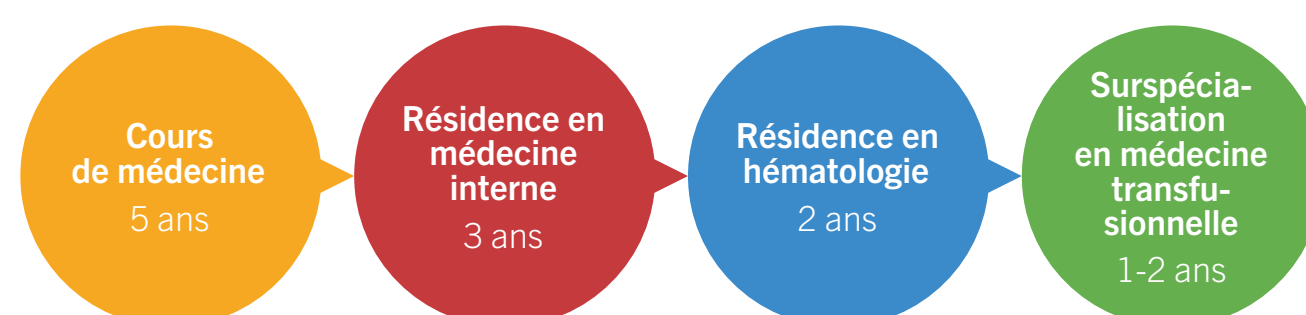 Cours
de médecine
5 ans
Résidence en
médecine
interne
3 ans
Résidence en
hématologie
2 ans
Surspécia-
lisation
en médecine
transfu-
sionnelle
1-2 ans